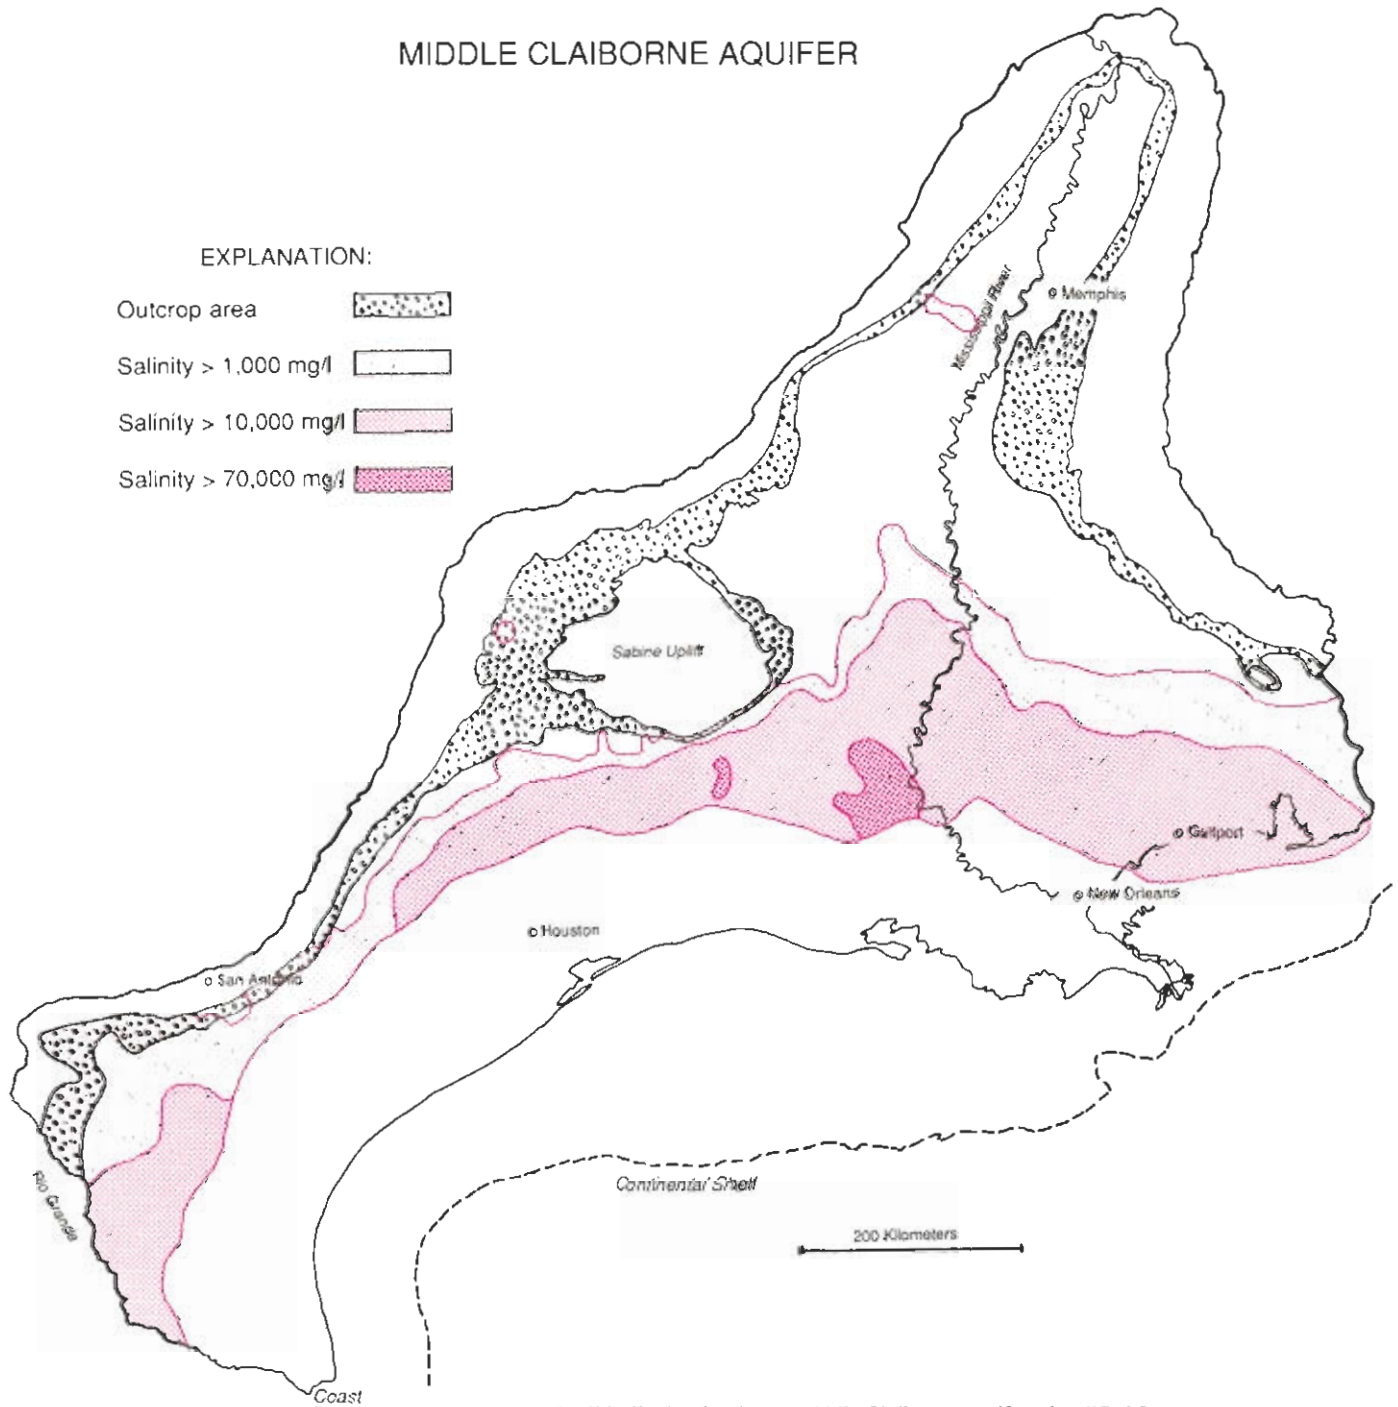 MIDDLE CLAIBORNE AQUIFER
EXPLANATION:
Outcrop area
Salinity > 1,000 mg/l
Salinity > 10,000 mg/l
Salinity > 70,000 mg/l
Memphis
Mississippi River
Sabine Uplift
Gulfport
New Orleans
Houston
San Antonio
Rio Grande
Continental Shelf
200 Kilometers
Coast